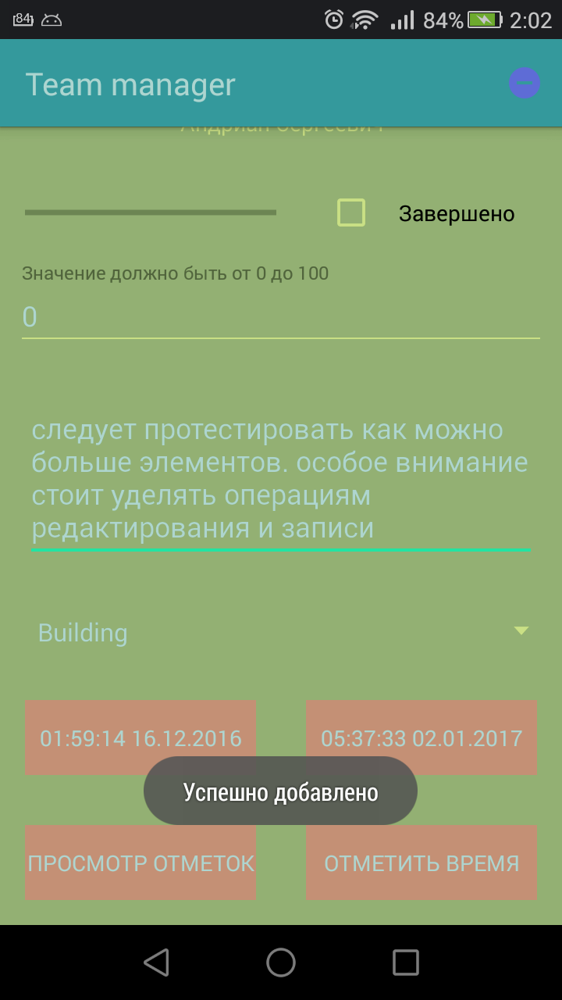 84
84% 2:02
Team manager
Андриан Сергеевич
Завершено
Значение должно быть от 0 до 100
0
следует протестировать как можно
больше элементов. особое внимание
стоит уделять операциям
редактирования и записи
Building
01:59:14 16.12.2016
05:37:33 02.01.2017
Успешно добавлено
ПРОСМОТР ОТМЕТОК
ОТМЕТИТЬ ВРЕМЯ